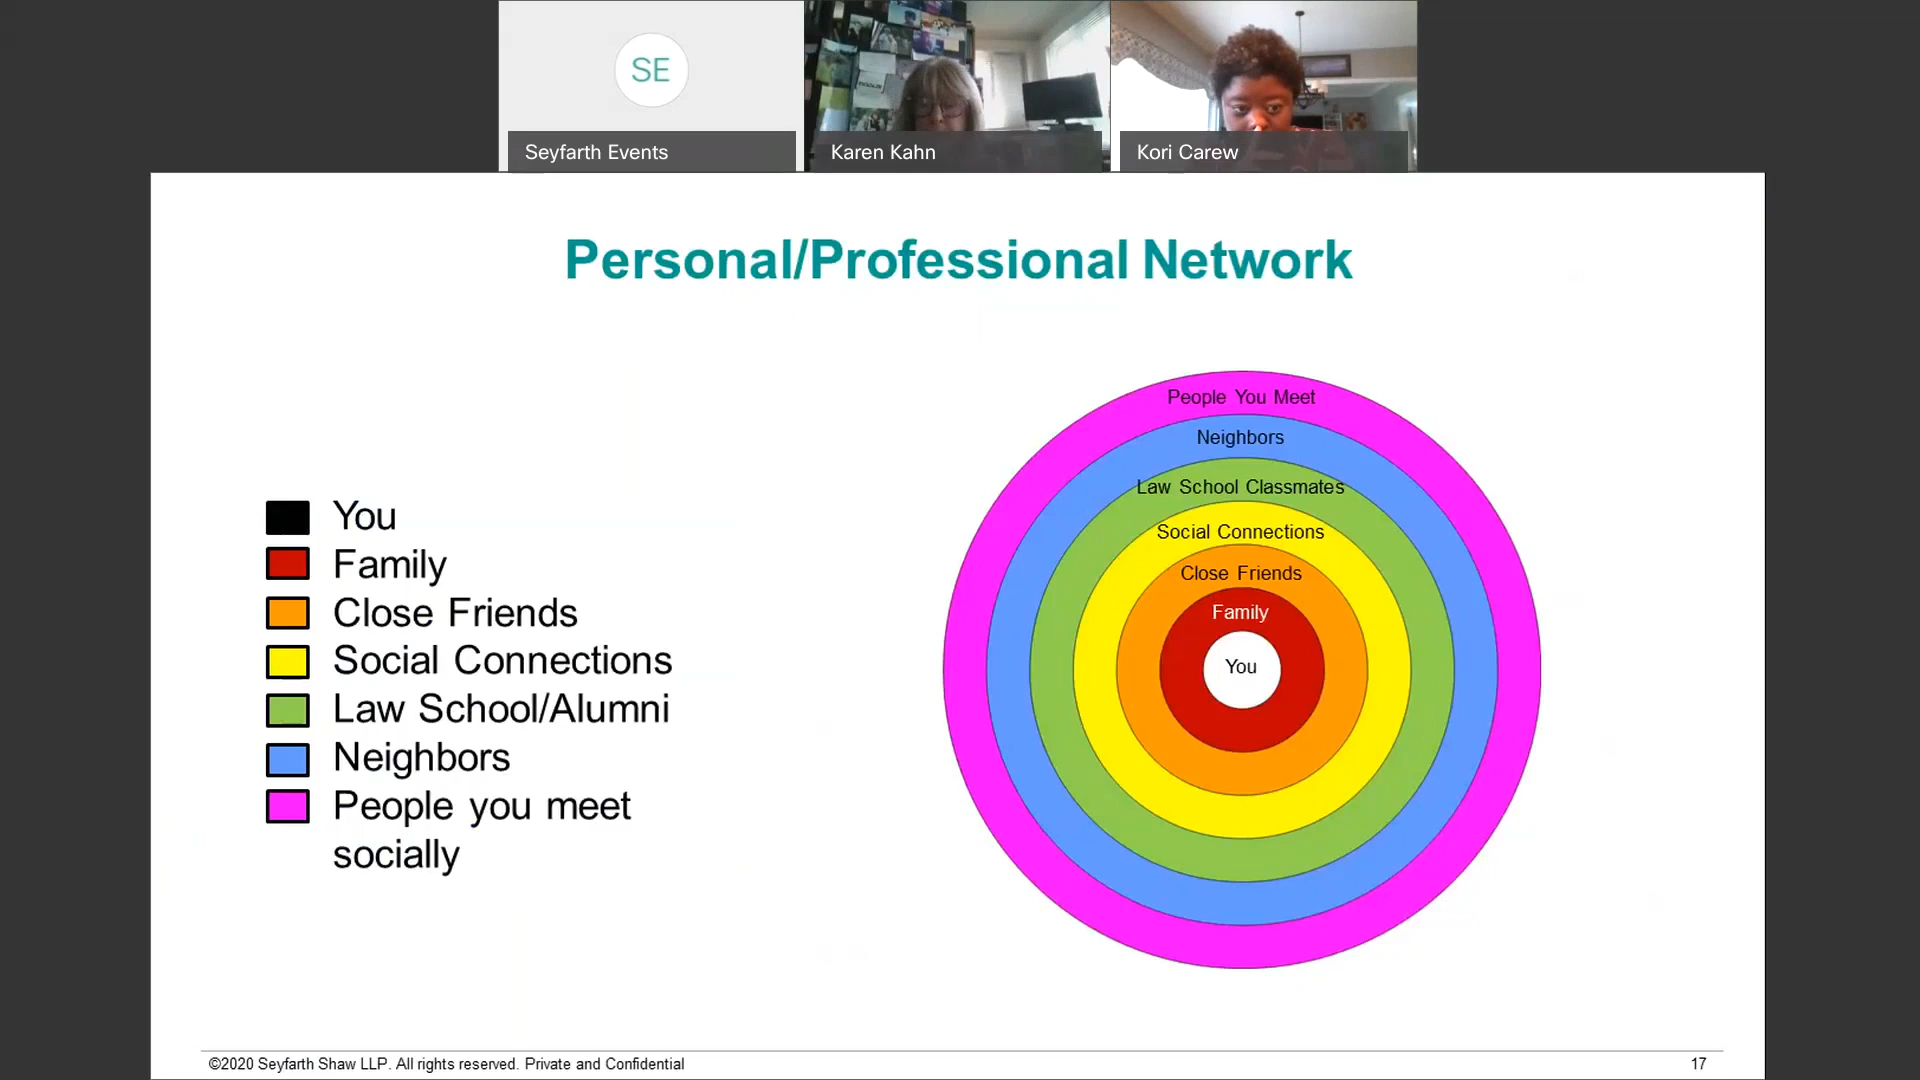 SE
Seyfarth Events
Karen Kahn
Kori Carew
Personal/Professional Network
You
Family
Close Friends
Social Connections
Law School/Alumni
Neighbors
People you meet
socially
People You Meet
Neighbors
Law School Classmates
Social Connections
Close Friends
Family
You
©2020 Seyfarth Shaw LLP. All rights reserved. Private and Confidential
17